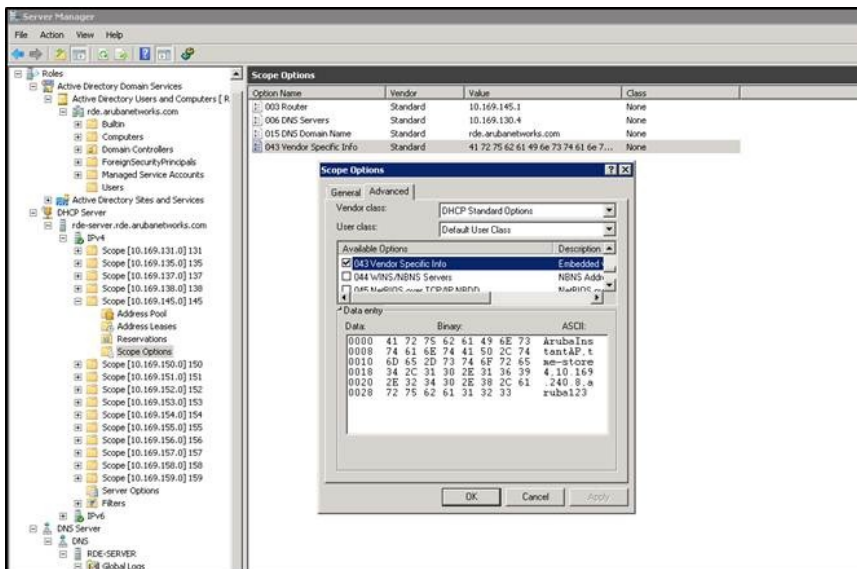 Server Manager
File Action View Help
Roles
Active Directory Domain Services
Active Directory Users and Computers [ R
rde.arubanetworks.com
Builtin
Computers
Domain Controllers
ForeignSecurityPrincipals
Managed Service Accounts
Users
Active Directory Sites and Services
DHCP Server
rde-server.rde.arubanetworks.com
IPv4
Scope [10.169.131.0] 131
Scope [10.169.135.0] 135
Scope [10.169.137.0] 137
Scope [10.169.138.0] 138
Scope [10.169.145.0] 145
Address Pool
Address Leases
Reservations
Scope Options
Scope [10.169.150.0] 150
Scope [10.169.151.0] 151
Scope [10.169.152.0] 152
Scope [10.169.153.0] 153
Scope [10.169.154.0] 154
Scope [10.169.155.0] 155
Scope [10.169.156.0] 156
Scope [10.169.157.0] 157
Scope [10.169.158.0] 158
Scope [10.169.159.0] 159
Server Options
Filters
IPv6
DNS Server
DNS
RDE-SERVER
Global Logs
Scope Options
Option Name Vendor Value Class
003 Router Standard 10.169.145.1 None
006 DNS Servers Standard 10.169.130.4 None
015 DNS Domain Name Standard rde.arubanetworks.com None
043 Vendor Specific Info Standard 41 72 75 62 61 49 6e 73 74 61 6e 7... None
Scope Options
General Advanced
Vendor class: DHCP Standard Options
User class: Default User Class
Available Options Description
043 Vendor Specific Info Embedded
044 WINS/NBNS Servers NBNS Addr
045 NetBIOS over TCP/IP NBDD NetBIOS
Data entry
Data: Binary: ASCII:
0000 41 72 75 62 61 49 6E 73 ArubaIns
0008 74 61 6E 74 41 50 2C 74 tantAP,t
0010 6D 65 2D 73 74 6F 72 65 me-store
0018 34 2C 31 30 2E 31 36 39 4,10.169
0020 2E 32 34 30 2E 38 2C 61 .240.8,a
0028 72 75 62 61 31 32 33 ruba123
OK Cancel Apply